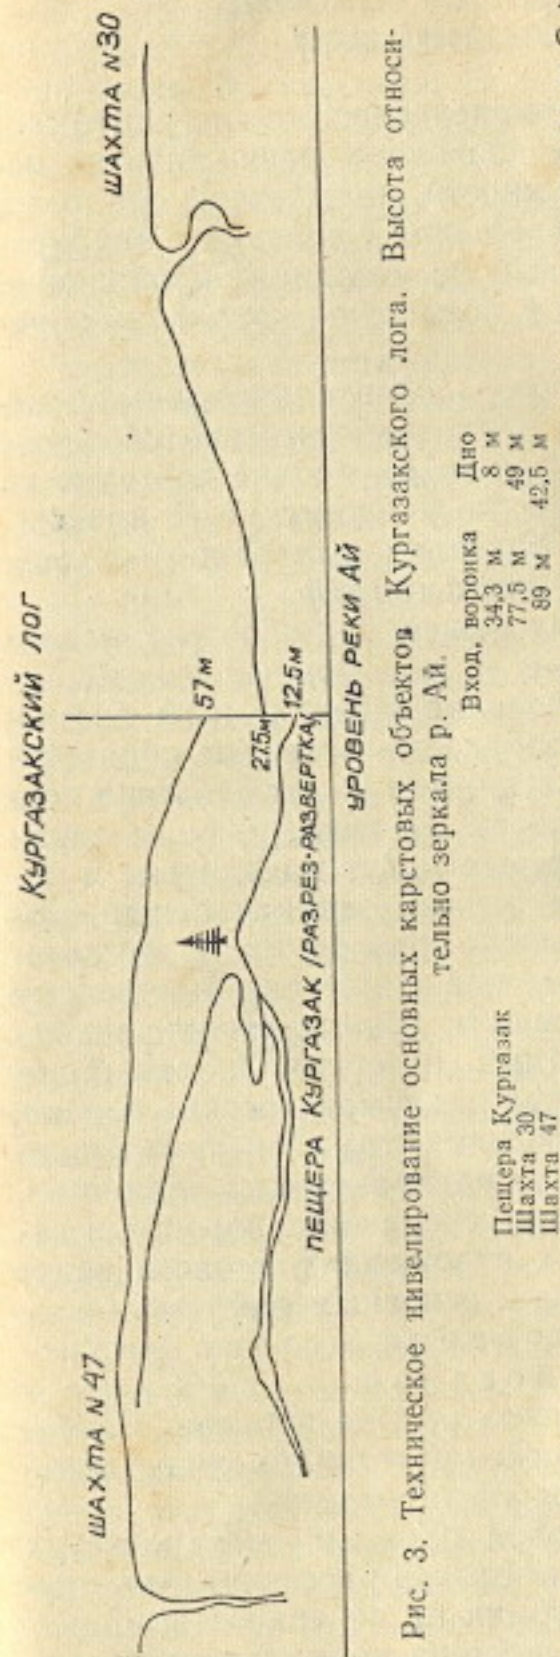 КУРГАЗАКСКИЙ ЛОГ
ШАХТА N 47
ШАХТА N30
57 м
27.5м
12.5м
ПЕЩЕРА КУРГАЗАК /РАЗРЕЗ-РАЗВЕРТКА/
УРОВЕНЬ РЕКИ АЙ
Рис. 3. Техническое нивелирование основных карстовых объектов Кургазакского лога. Высота относи-
тельно зеркала р. Ай.
Вход, воронка Дно
Пещера Кургазак 34,3 м 8 м
Шахта 30 77,5 м 49 м
Шахта 47 89 м 42,5 м